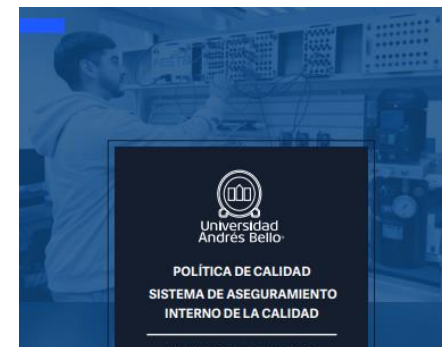 Universidad
Andrés Bello
POLÍTICA DE CALIDAD
SISTEMA DE ASEGURAMIENTO
INTERNO DE LA CALIDAD